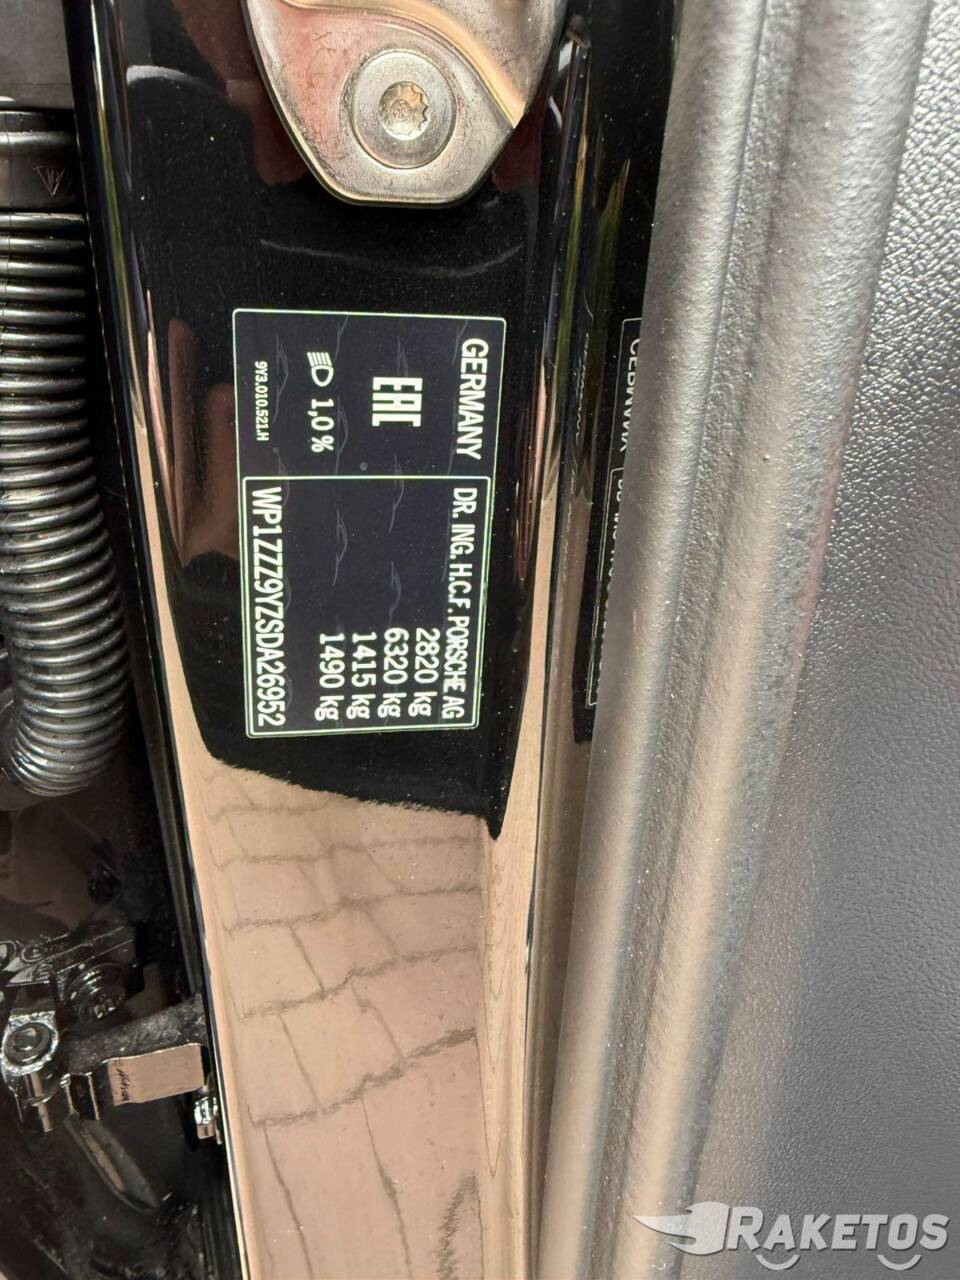 GERMANY
EAC
1,0 %
9Y3.010.521.H
DR. ING. H.C.F. PORSCHE AG
2820 kg
6320 kg
1415 kg
1490 kg
WP1ZZZ9YZSDA26952
RAKETOS